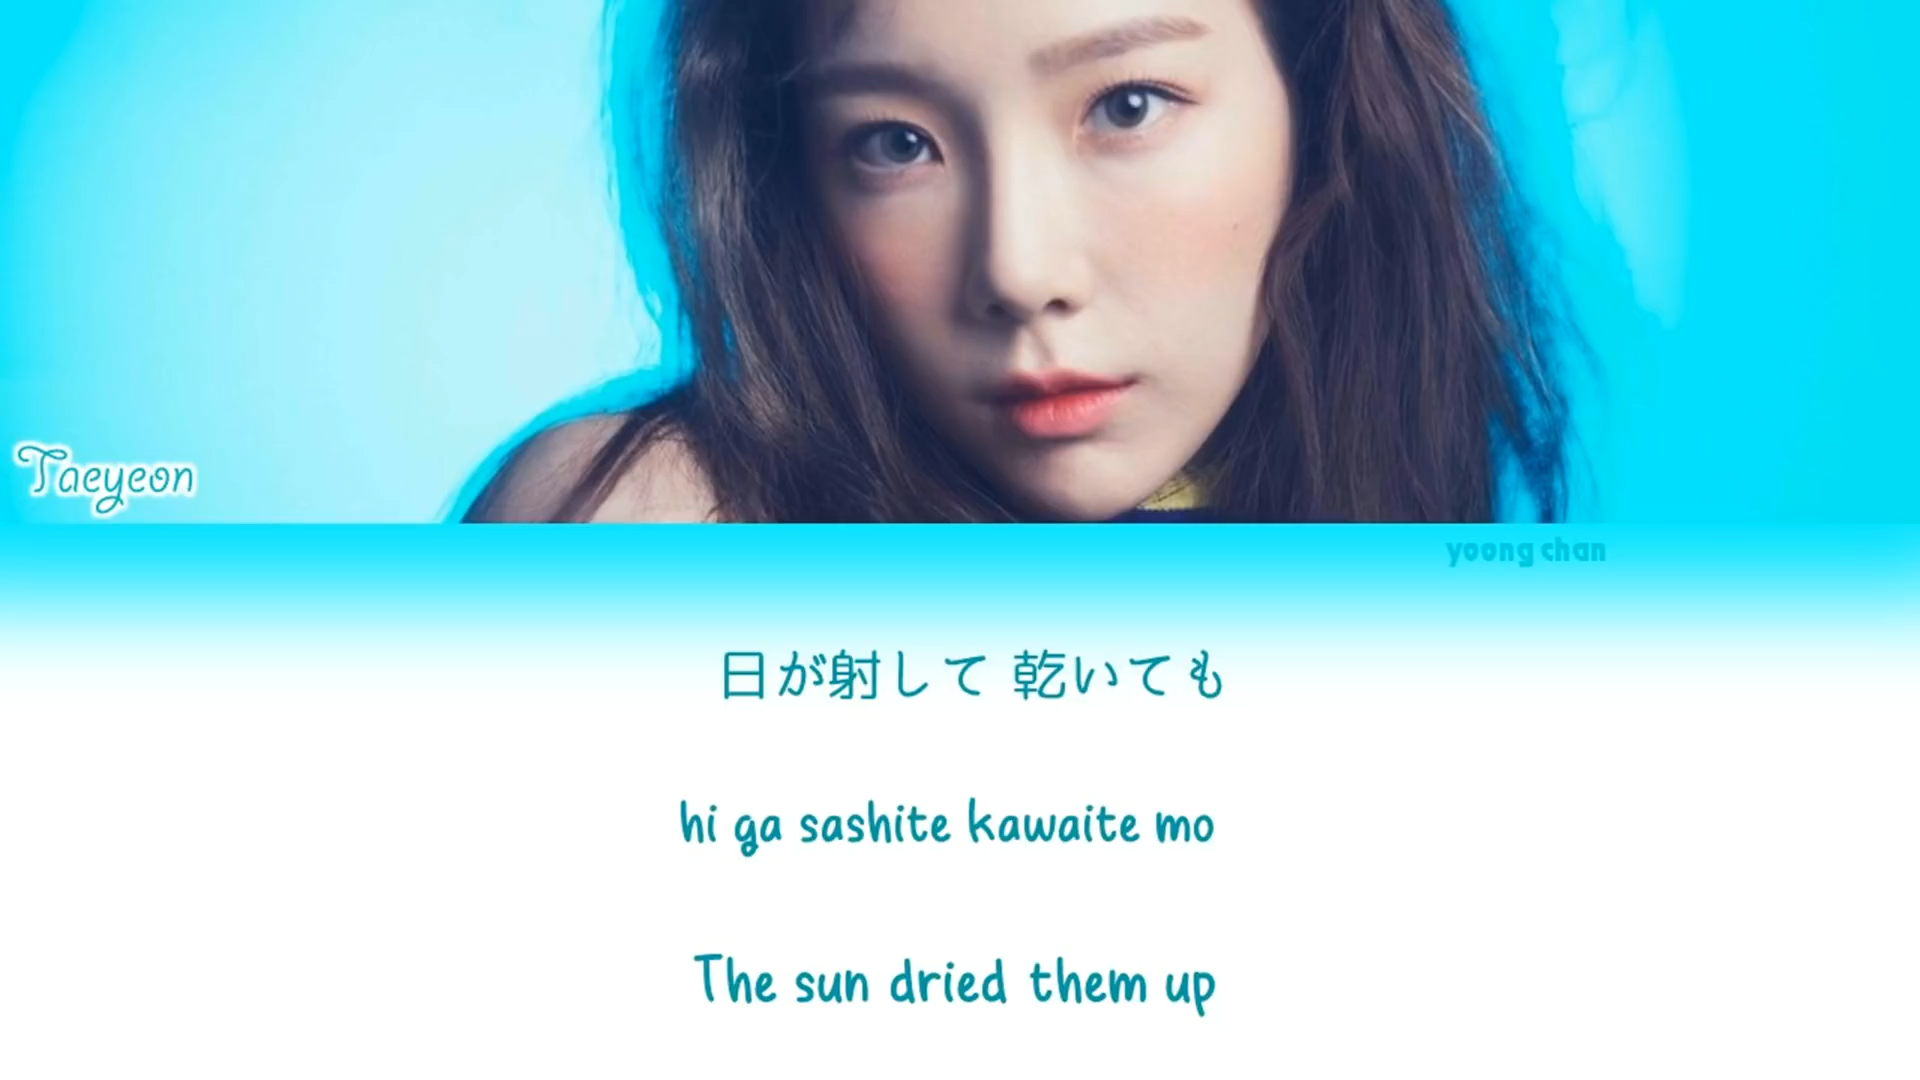 Taeyeon
yoong chan
日が射して 乾いても
hi ga sashite kawaite mo
The sun dried them up